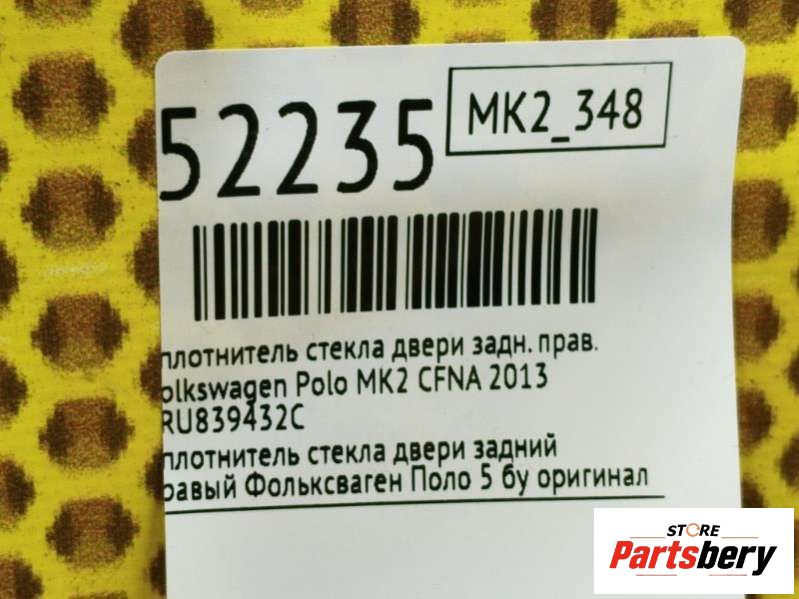 52235
MK2_348
плотнитель стекла двери задн. прав.
olkswagen Polo MK2 CFNA 2013
RU839432C
плотнитель стекла двери задний
равый Фольксваген Поло 5 бу оригинал
STORE
Partsbery